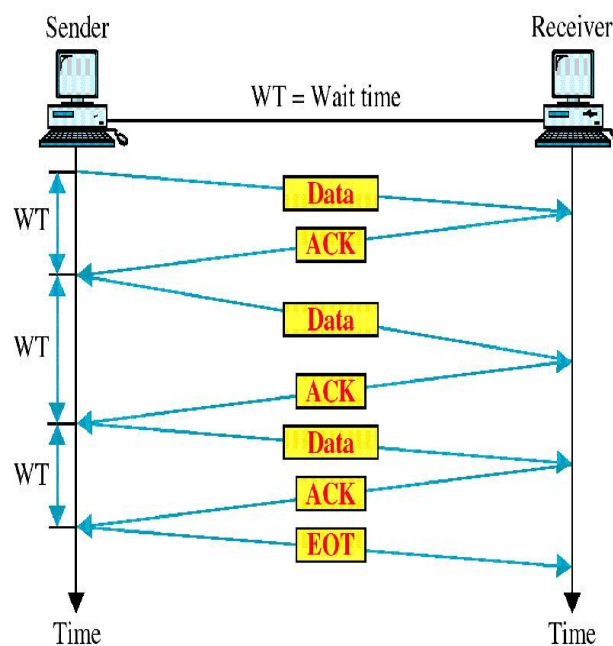 Sender
Receiver
WT = Wait time
Data
WT
ACK
Data
WT
ACK
Data
WT
ACK
EOT
Time
Time